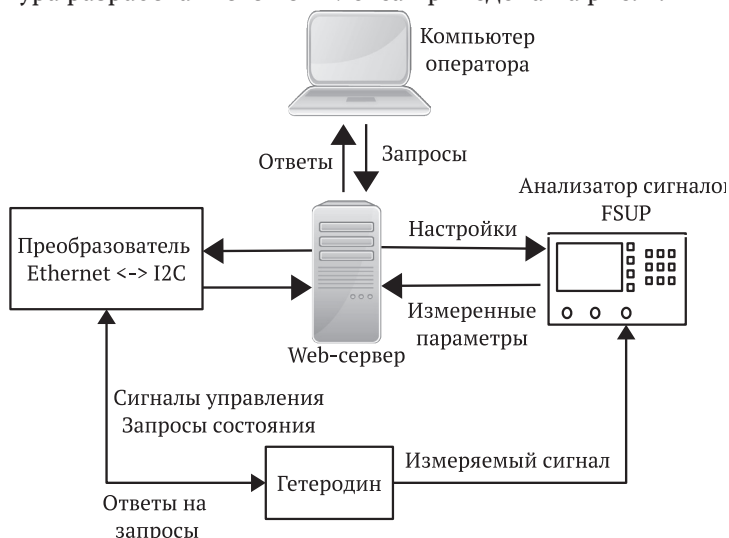 Компьютер
оператора
Ответы
Запросы
Анализатор сигналов
FSUP
Преобразователь
Ethernet <-> I2C
Настройки
Измеренные
параметры
Web-сервер
Сигналы управления
Запросы состояния
Гетеродин
Измеряемый сигнал
Ответы на
запросы